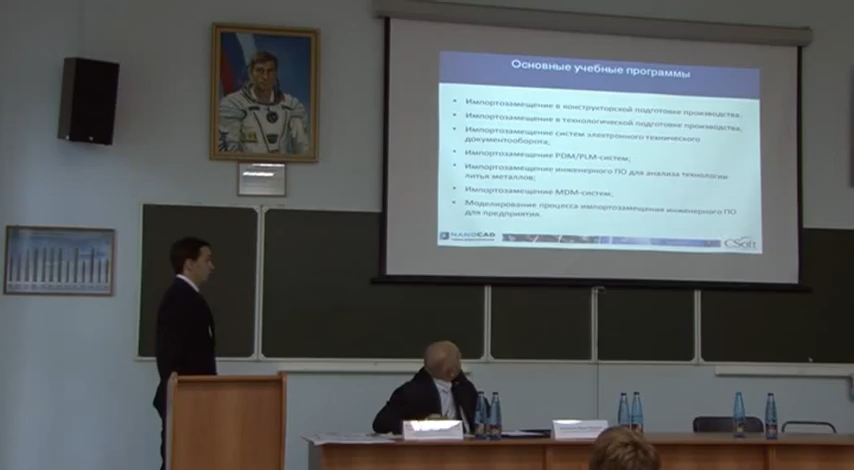 Основные учебные программы
• Импортозамещение в конструкторской подготовке производства.
• Импортозамещение в технологической подготовке производства;
• Импортозамещение систем электронного технического
документооборота;
• Импортозамещение PDM/PLM-систем;
• Импортозамещение инженерного ПО для анализа технологии
литья металлов;
• Импортозамещение MDM-систем;
• Моделирование процесса импортозамещения инженерного ПО
для предприятия.
NANOCAD
CSoft